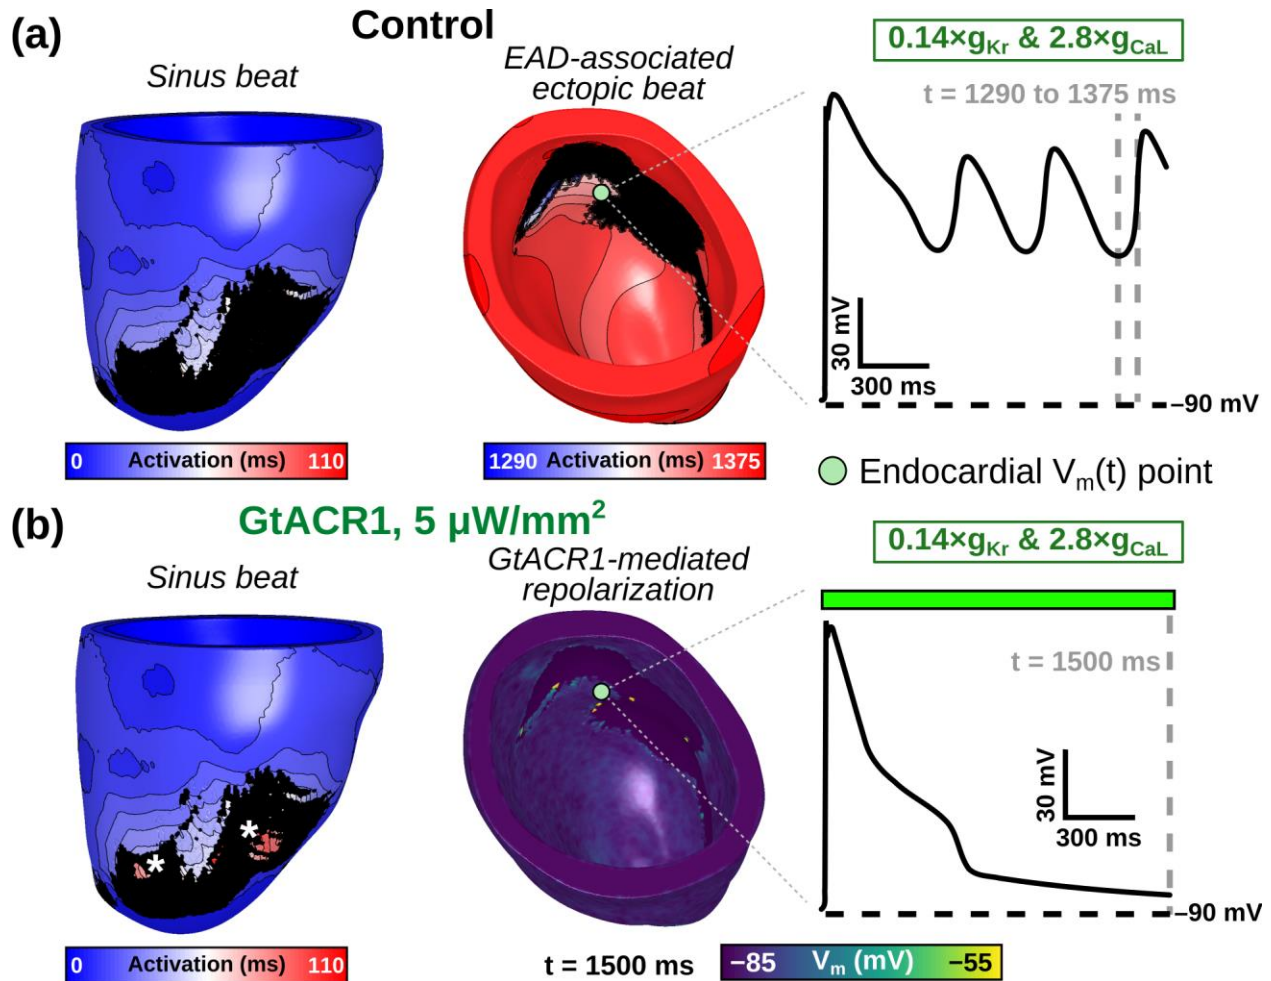 (a)
Control
Sinus beat
EAD-associated
ectopic beat
0.14×gKr & 2.8×gCaL
t = 1290 to 1375 ms
30 mV
300 ms
−90 mV
0 Activation (ms) 110
1290 Activation (ms) 1375
Endocardial Vm(t) point
(b)
GtACR1, 5 µW/mm²
Sinus beat
GtACR1-mediated
repolarization
0.14×gKr & 2.8×gCaL
t = 1500 ms
*
*
30 mV
300 ms
−90 mV
0 Activation (ms) 110
t = 1500 ms
−85 Vm (mV) −55